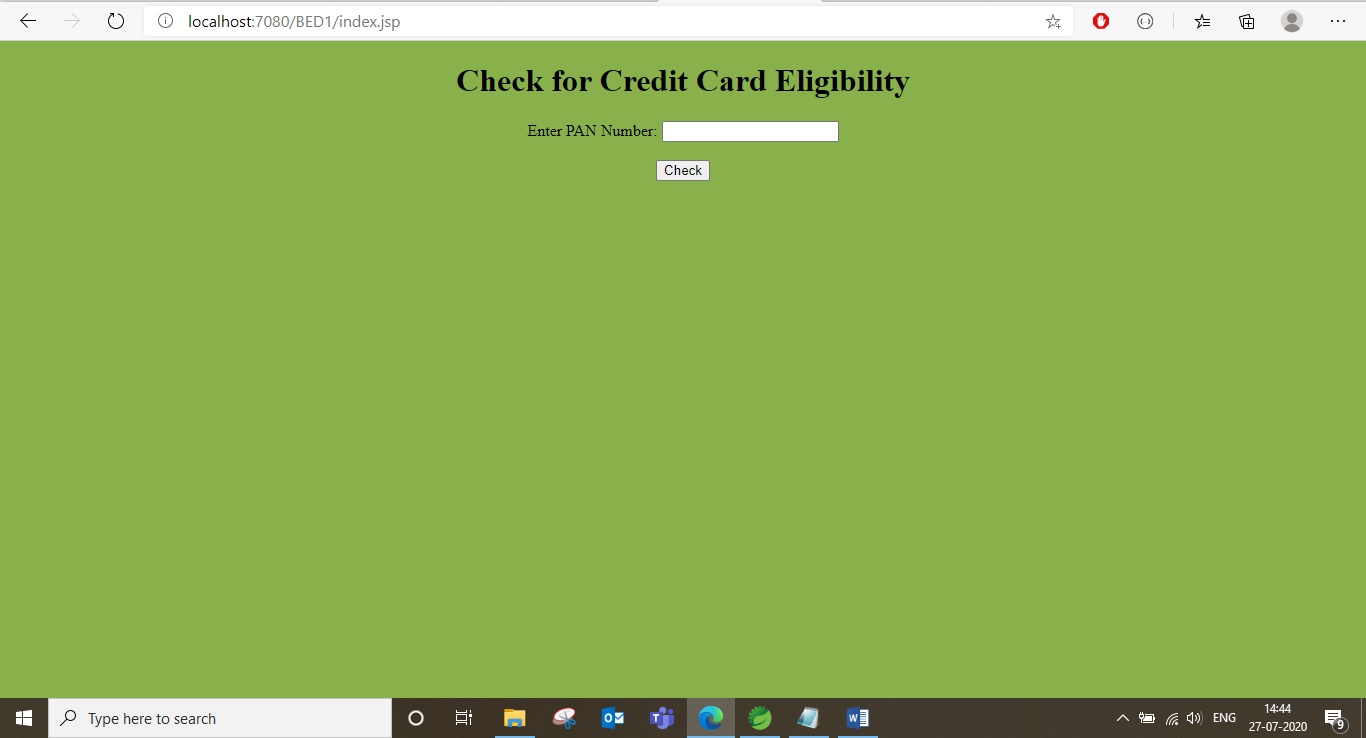 localhost:7080/BED1/index.jsp
Check for Credit Card Eligibility
Enter PAN Number:
Check
Type here to search
ENG
14:44
27-07-2020
9